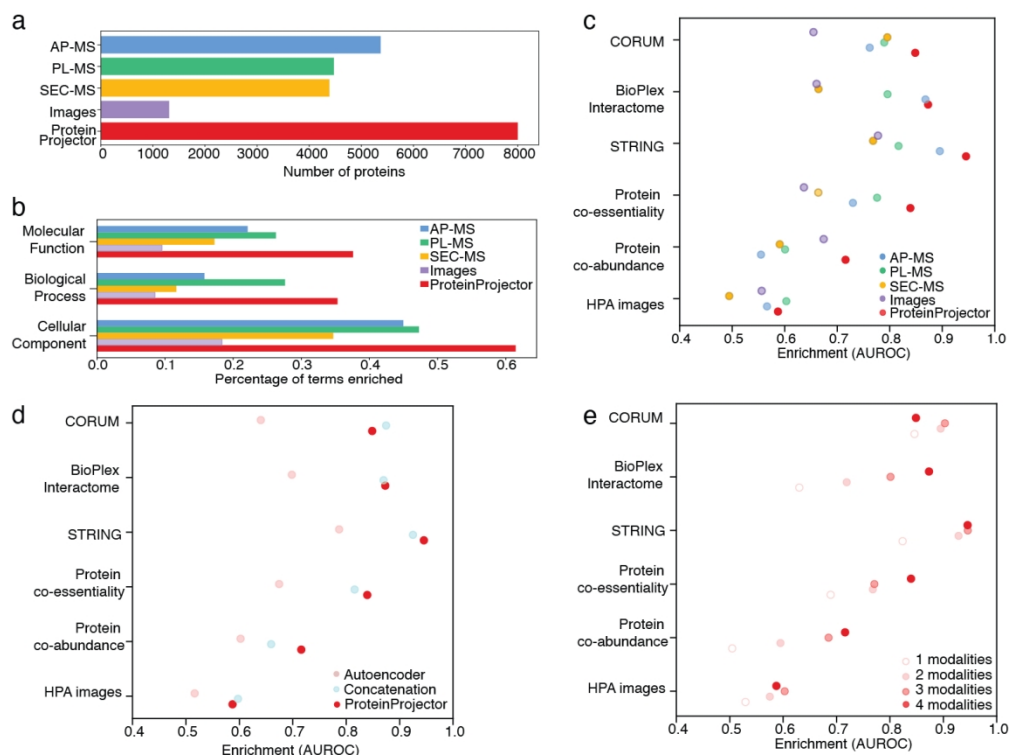 a
AP-MS
PL-MS
SEC-MS
Images
Protein
Projector
0 1000 2000 3000 4000 5000 6000 7000 8000
Number of proteins
b
Molecular
Function
Biological
Process
Cellular
Component
AP-MS
PL-MS
SEC-MS
Images
ProteinProjector
0.0 0.1 0.2 0.3 0.4 0.5 0.6
Percentage of terms enriched
c
CORUM
BioPlex
Interactome
STRING
Protein
co-essentiality
Protein
co-abundance
HPA images
AP-MS
PL-MS
SEC-MS
Images
ProteinProjector
0.4 0.5 0.6 0.7 0.8 0.9 1.0
Enrichment (AUROC)
d
CORUM
BioPlex
Interactome
STRING
Protein
co-essentiality
Protein
co-abundance
HPA images
Autoencoder
Concatenation
ProteinProjector
0.4 0.5 0.6 0.7 0.8 0.9 1.0
Enrichment (AUROC)
e
CORUM
BioPlex
Interactome
STRING
Protein
co-essentiality
Protein
co-abundance
HPA images
1 modalities
2 modalities
3 modalities
4 modalities
0.4 0.5 0.6 0.7 0.8 0.9 1.0
Enrichment (AUROC)